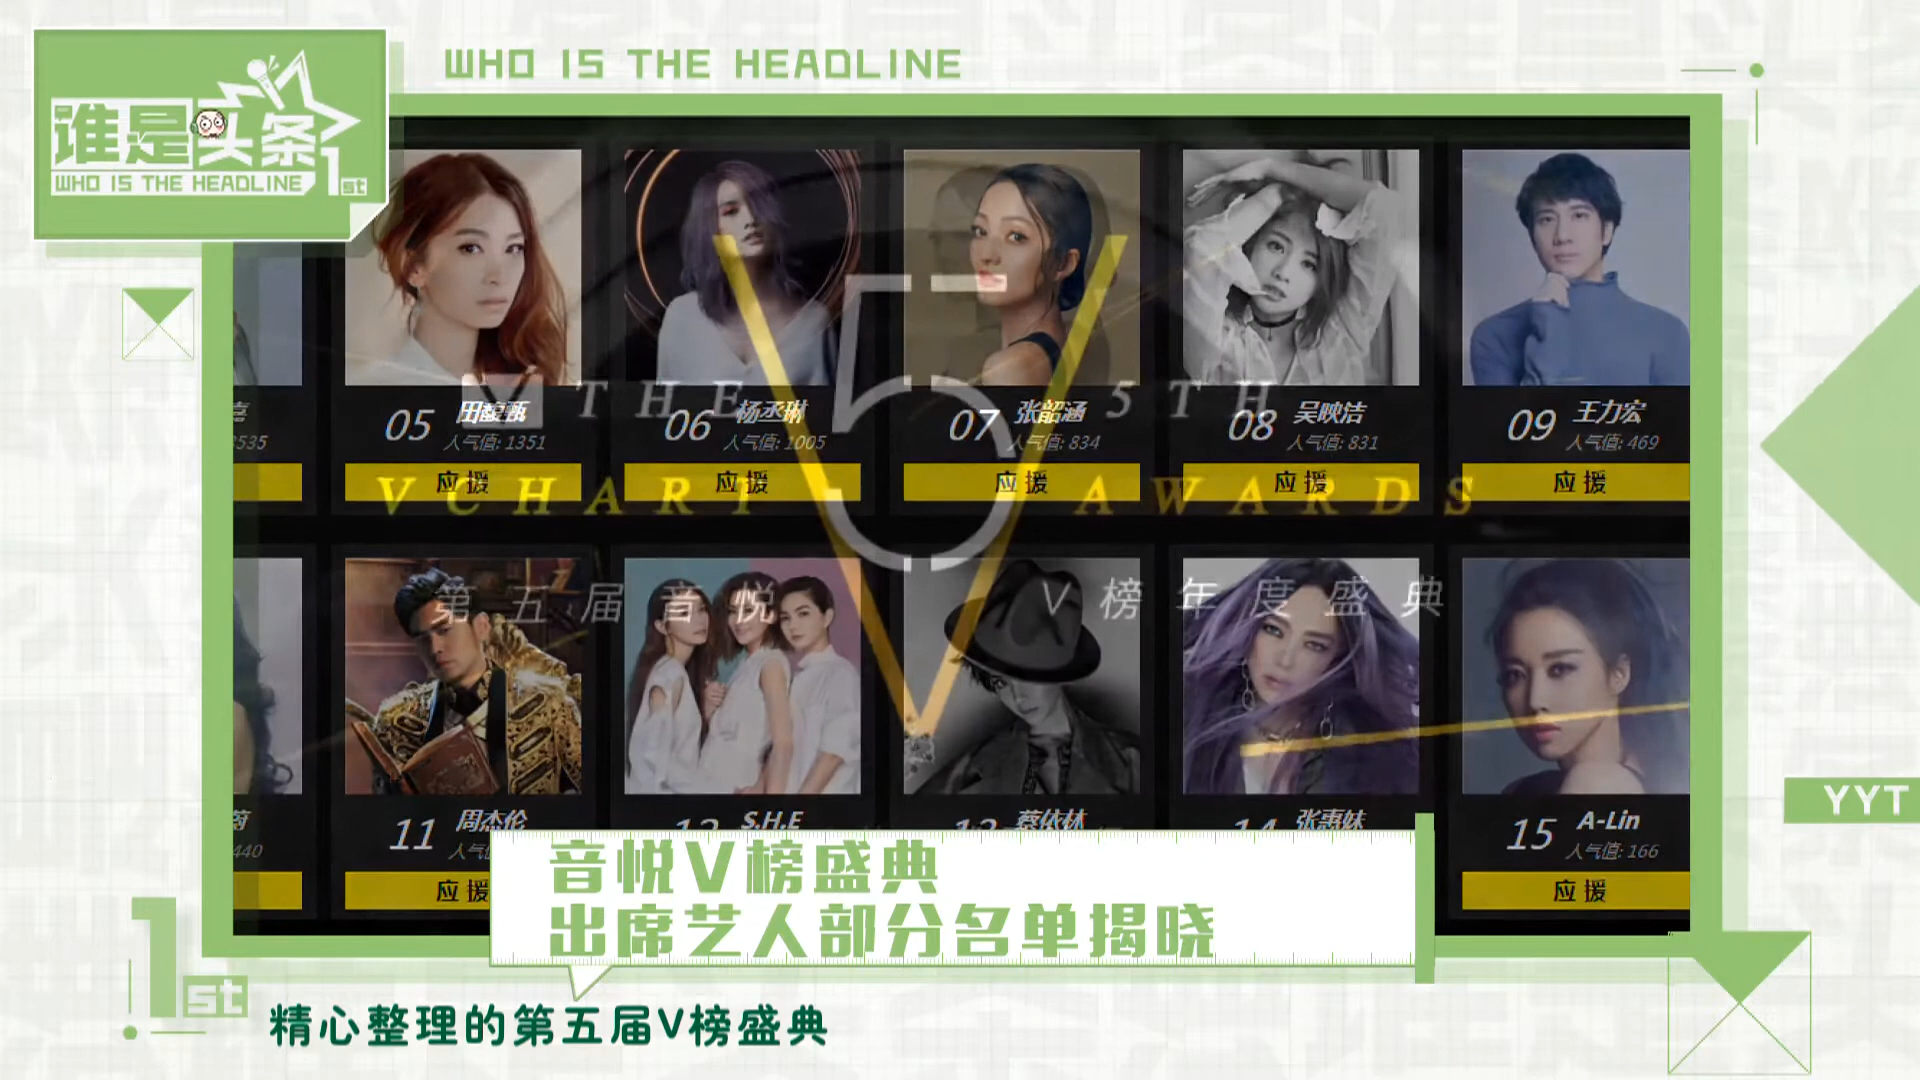 WHO IS THE HEADLINE
谁是头条
WHO IS THE HEADLINE 1st
05 田馥甄
人气值: 1351
应援
06 杨丞琳
人气值: 1005
应援
07 张韶涵
人气值: 834
应援
08 吴映洁
人气值: 831
应援
09 王力宏
人气值: 469
应援
THE 5TH
5
VCHART AWARDS
第五届音悦V榜年度盛典
11 周杰伦
应援
S.H.E
蔡依林
张惠妹
15 A-Lin
人气值: 166
应援
YYT
音悦V榜盛典
出席艺人部分名单揭晓
1st
精心整理的第五届V榜盛典